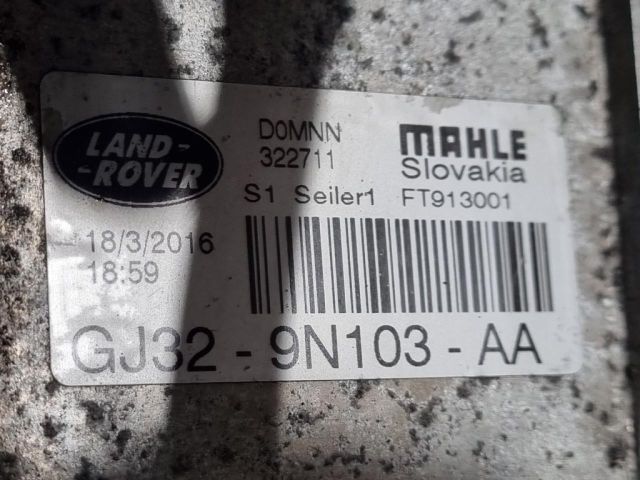 LAND-
-ROVER
D0MNN
322711
MAHLE
Slovakia
S1 Seiler1 FT913001
18/3/2016
18:59
GJ32 - 9N103 - AA